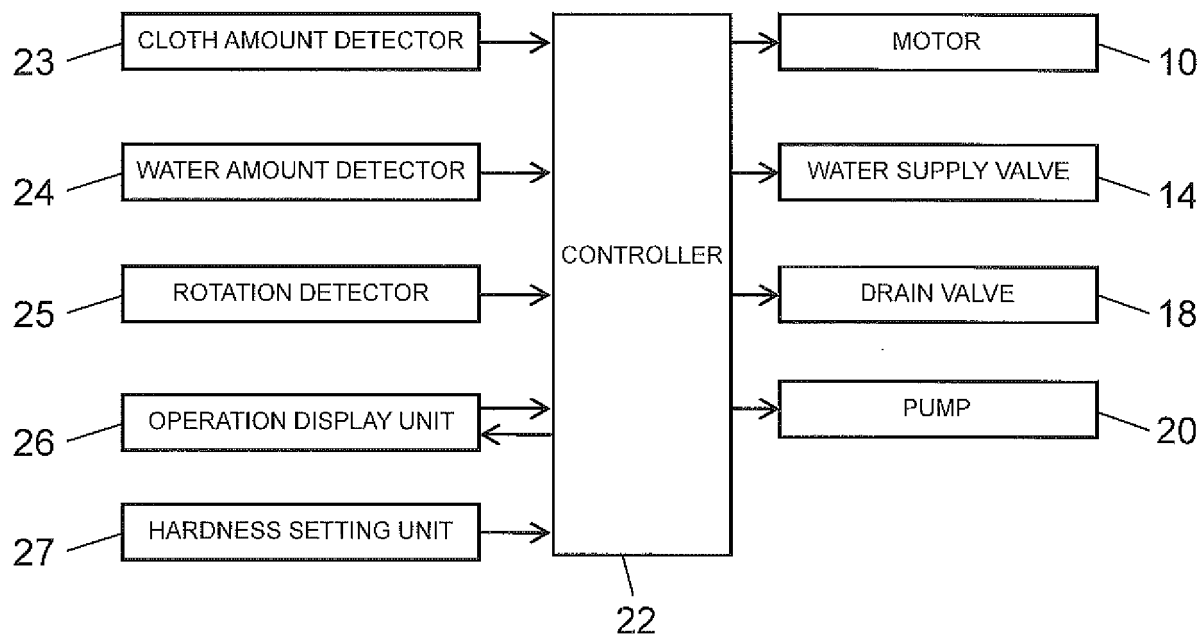 CLOTH AMOUNT DETECTOR
23
MOTOR
10
WATER AMOUNT DETECTOR
24
WATER SUPPLY VALVE
14
CONTROLLER
ROTATION DETECTOR
25
DRAIN VALVE
18
OPERATION DISPLAY UNIT
26
PUMP
20
HARDNESS SETTING UNIT
27
22